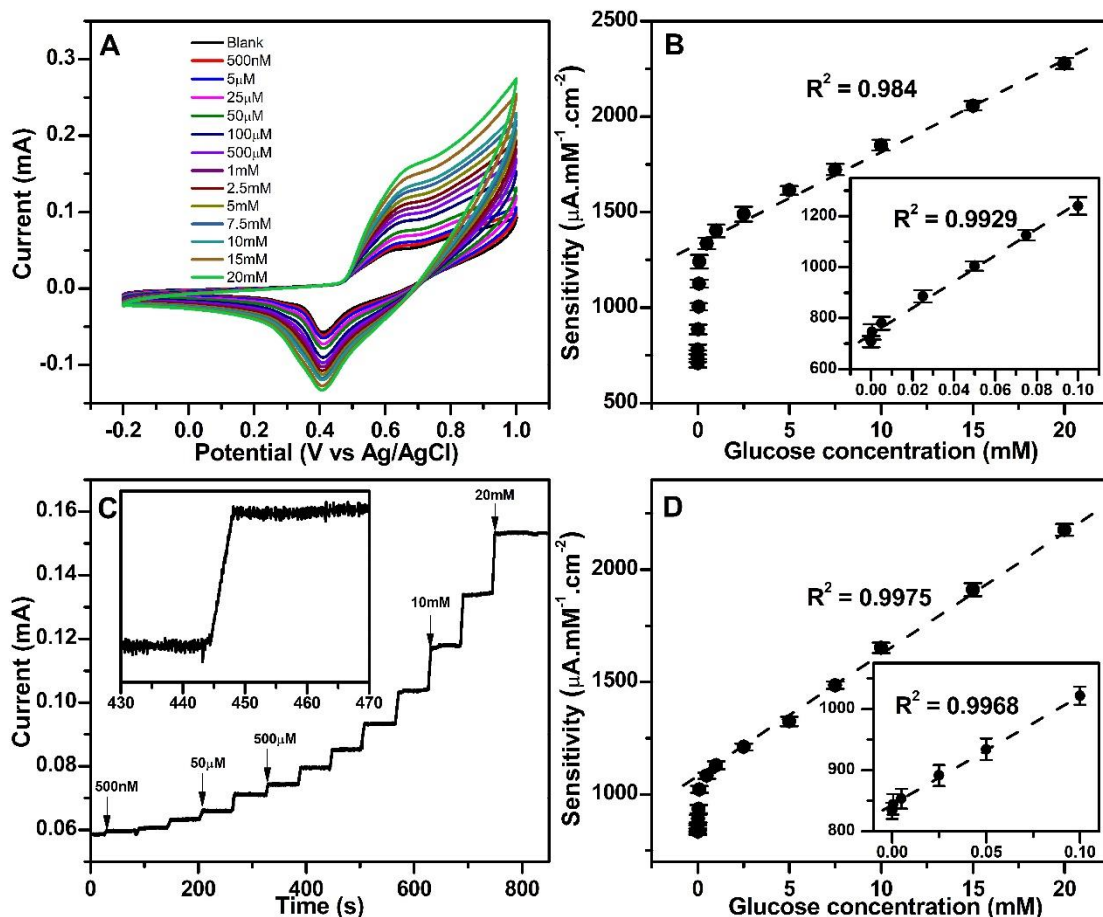 A
Blank
500nM
5μM
25μM
50μM
100μM
500μM
1mM
2.5mM
5mM
7.5mM
10mM
15mM
20mM
0.3
0.2
0.1
0.0
-0.1
Current (mA)
-0.2 0.0 0.2 0.4 0.6 0.8 1.0
Potential (V vs Ag/AgCl)
B
R² = 0.984
2500
2000
1500
1000
500
Sensitivity (μA.mM⁻¹.cm⁻²)
R² = 0.9929
1200
1000
800
600
0.00 0.02 0.04 0.06 0.08 0.10
0 5 10 15 20
Glucose concentration (mM)
C
0.16
0.14
0.12
0.10
0.08
0.06
Current (mA)
430 440 450 460 470
500nM
50μM
500μM
10mM
20mM
0 200 400 600 800
Time (s)
D
R² = 0.9975
2000
1500
1000
Sensitivity (μA.mM⁻¹.cm⁻²)
R² = 0.9968
1000
900
800
0.00 0.05 0.10
0 5 10 15 20
Glucose concentration (mM)